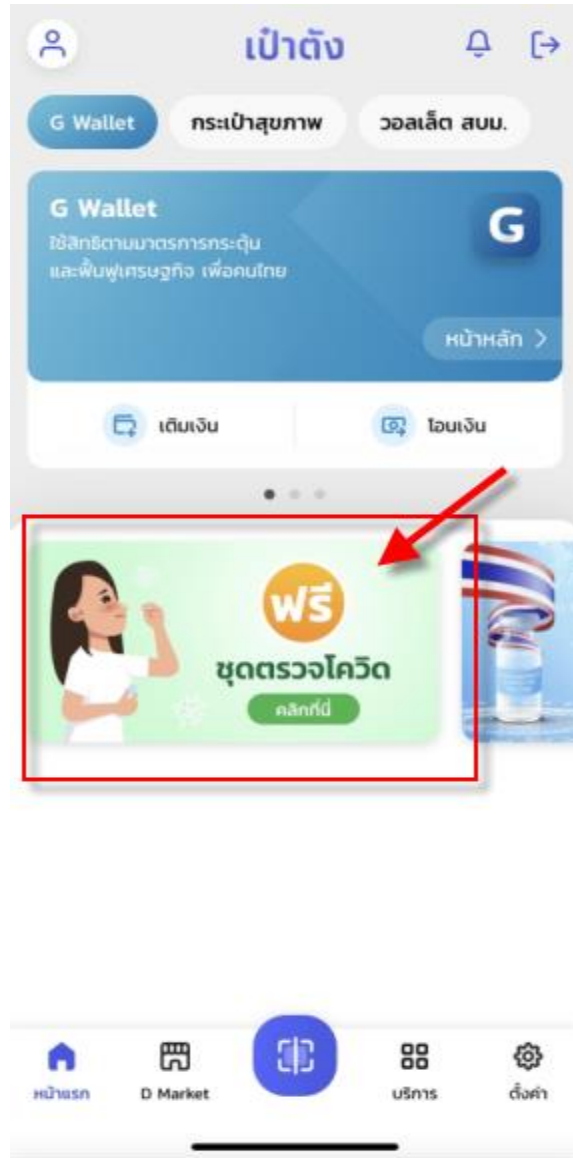 เป๋าตัง
G Wallet
กระเป๋าสุขภาพ
วอลเล็ต สบม.
G Wallet
G
ใช้สิทธิตามมาตรการกระตุ้น
และฟื้นฟูเศรษฐกิจ เพื่อคนไทย
หน้าหลัก
เติมเงิน
โอนเงิน
ฟรี
ชุดตรวจโควิด
คลิกที่นี่
หน้าแรก
D Market
บริการ
ตั้งค่า